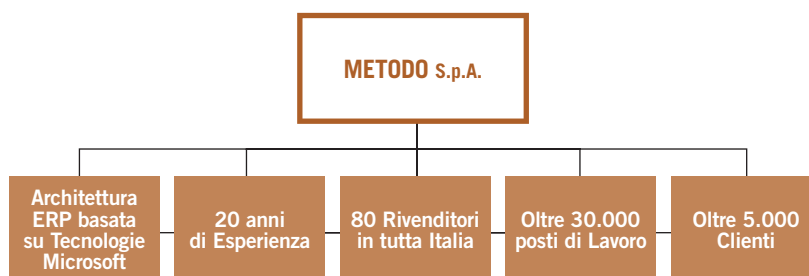 METODO S.p.A.
Architettura
ERP basata
su Tecnologie
Microsoft
20 anni
di Esperienza
80 Rivenditori
in tutta Italia
Oltre 30.000
posti di Lavoro
Oltre 5.000
Clienti